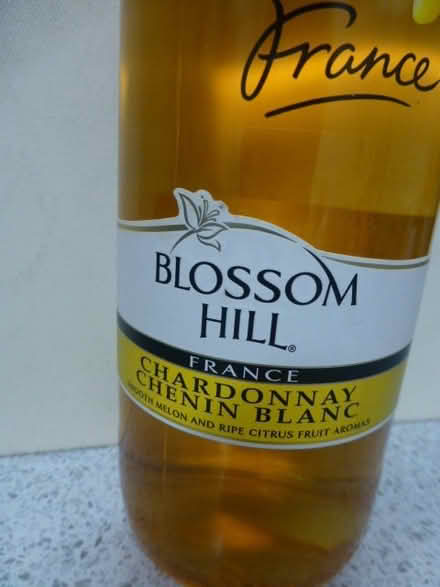 France
BLOSSOM
HILL®
FRANCE
CHARDONNAY
CHENIN BLANC
SMOOTH MELON AND RIPE CITRUS FRUIT AROMAS